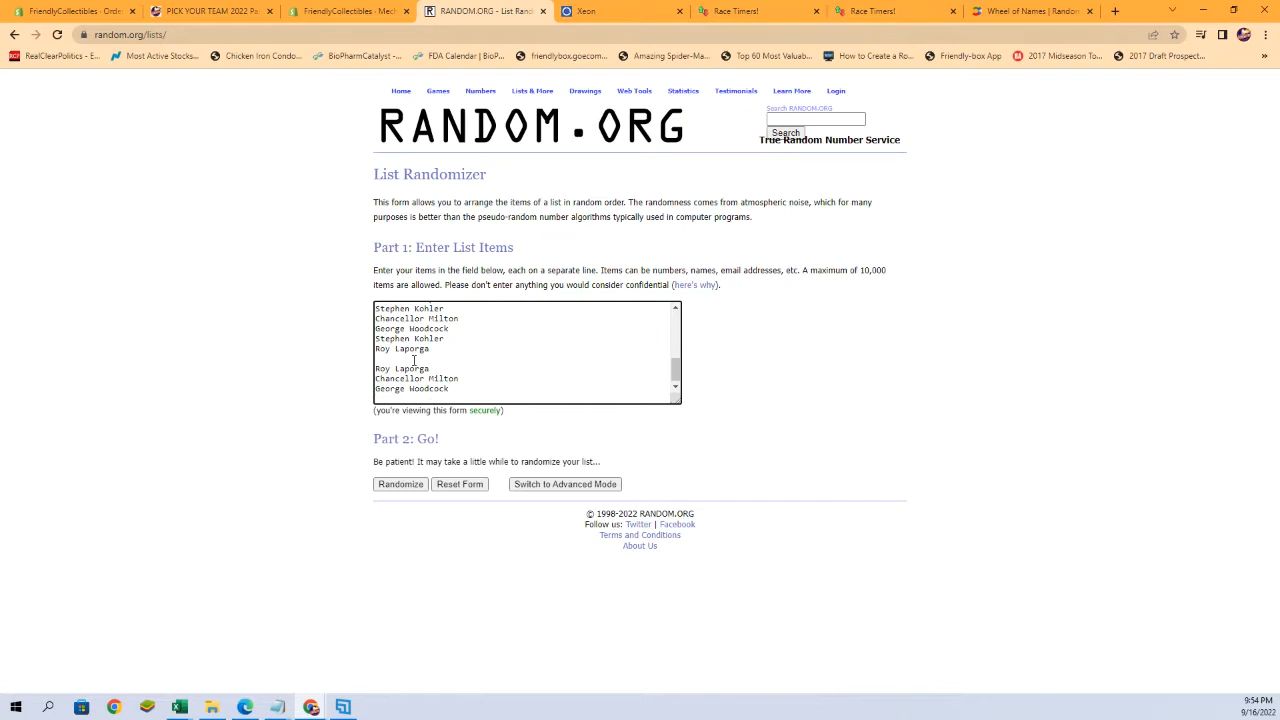 FriendlyCollectibles - Me
PICK YOUR TEAM 2022 Pa
FriendlyCollectibles - Mech
RANDOM.ORG - List Rand
Xeon
Race Timers!
Race Timers!
Wheel of Names | Random
random.org/lists/
RealClearPolitics - E...
Most Active Stocks...
Chicken Iron Condo...
BioPharmCatalyst -...
FDA Calendar | Bio...
friendlybox.goecom...
Amazing Spider-Ma...
Top 60 Most Valuab...
How to Create a Ro...
Friendly-box App
2017 Midseason To...
2017 Draft Prospect...
Home
Games
Numbers
Lists & More
Drawings
Web Tools
Statistics
Testimonials
Learn More
Login
RANDOM.ORG
Search RANDOM.ORG
Search
True Random Number Service
List Randomizer
This form allows you to arrange the items of a list in random order. The randomness comes from atmospheric noise, which for many
purposes is better than the pseudo-random number algorithms typically used in computer programs.
Part 1: Enter List Items
Enter your items in the field below, each on a separate line. Items can be numbers, names, email addresses, etc. A maximum of 10,000
items are allowed. Please don't enter anything you would consider confidential (here's why).
Stephen Kohler
Chancellor Milton
George Woodcock
Stephen Kohler
Roy Laporga
Roy Laporga
Chancellor Milton
George Woodcock
(you're viewing this form securely)
Part 2: Go!
Be patient! It may take a little while to randomize your list...
Randomize
Reset Form
Switch to Advanced Mode
© 1998-2022 RANDOM.ORG
Follow us: Twitter | Facebook
Terms and Conditions
About Us
9:54 PM
9/16/2022